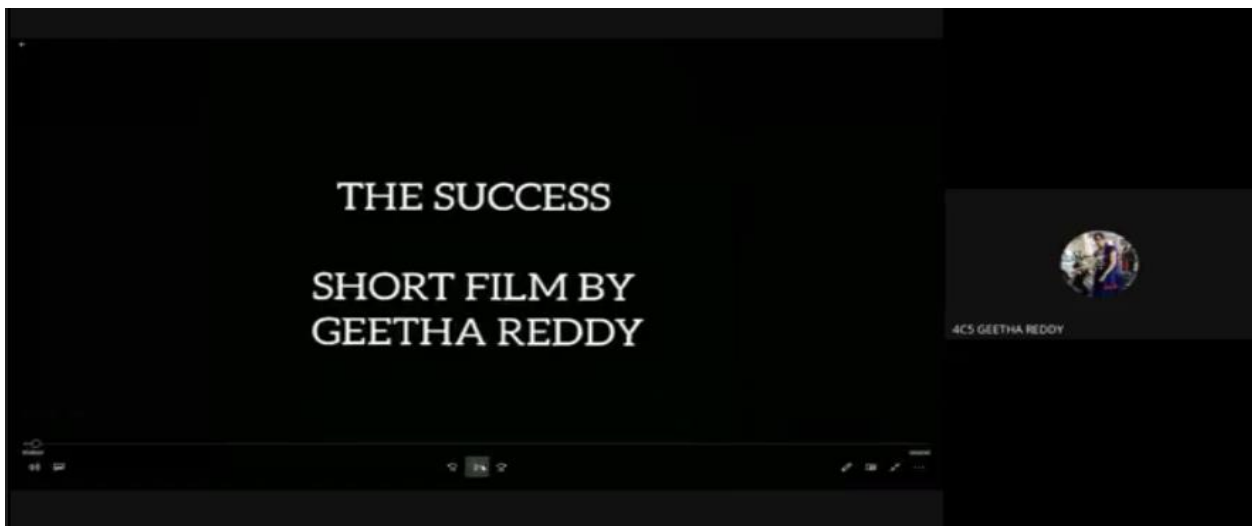 THE SUCCESS
SHORT FILM BY
GEETHA REDDY
4C5 GEETHA REDDY